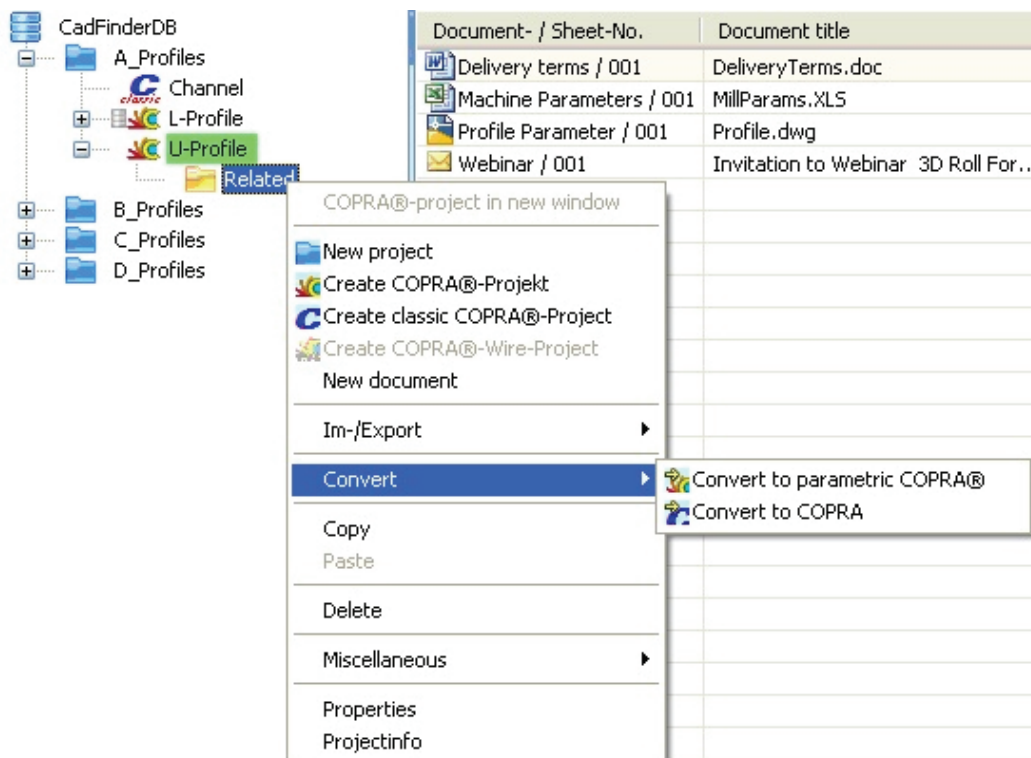 CadFinderDB
A_Profiles
Channel
classic
L-Profile
U-Profile
Related
B_Profiles
C_Profiles
D_Profiles
Document- / Sheet-No. Document title
Delivery terms / 001 DeliveryTerms.doc
Machine Parameters / 001 MillParams.XLS
Profile Parameter / 001 Profile.dwg
Webinar / 001 Invitation to Webinar 3D Roll For..
COPRA®-project in new window
New project
Create COPRA®-Projekt
Create classic COPRA®-Project
Create COPRA®-Wire-Project
New document
Im-/Export
Convert
Convert to parametric COPRA®
Convert to COPRA
Copy
Paste
Delete
Miscellaneous
Properties
Projectinfo